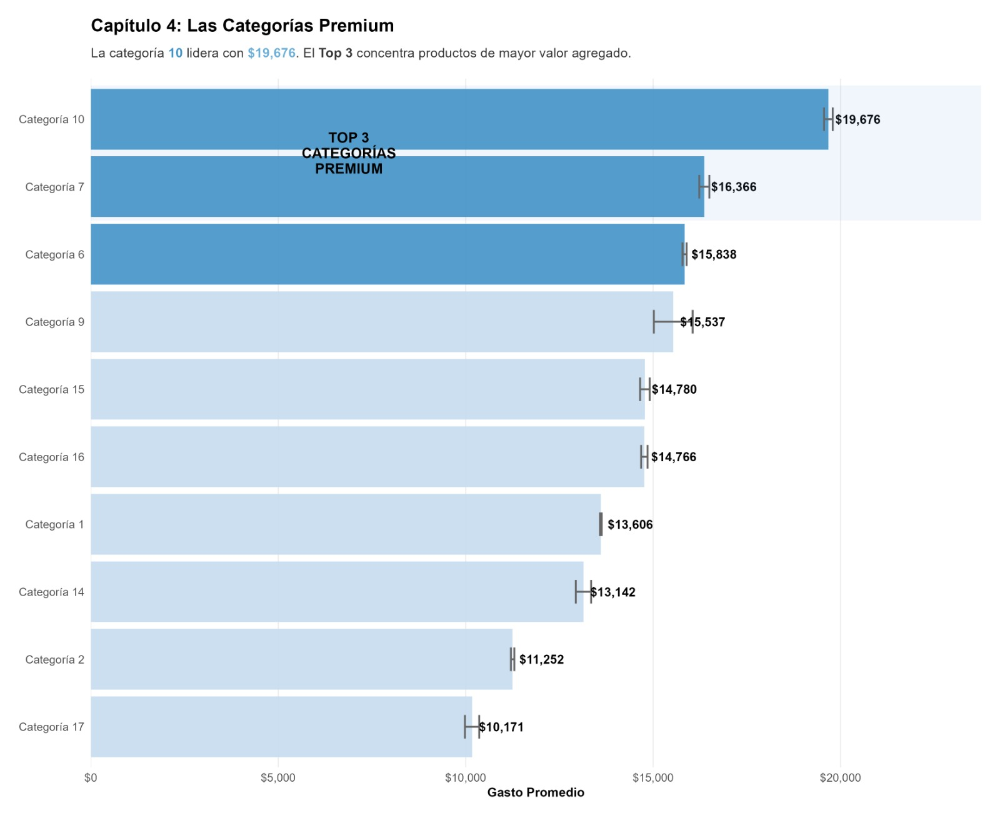 Capítulo 4: Las Categorías Premium
La categoría 10 lidera con $19,676. El Top 3 concentra productos de mayor valor agregado.
Categoría 10
$19,676
TOP 3
CATEGORÍAS
PREMIUM
Categoría 7
$16,366
Categoría 6
$15,838
Categoría 9
$15,537
Categoría 15
$14,780
Categoría 16
$14,766
Categoría 1
$13,606
Categoría 14
$13,142
Categoría 2
$11,252
Categoría 17
$10,171
$0
$5,000
$10,000
$15,000
$20,000
Gasto Promedio